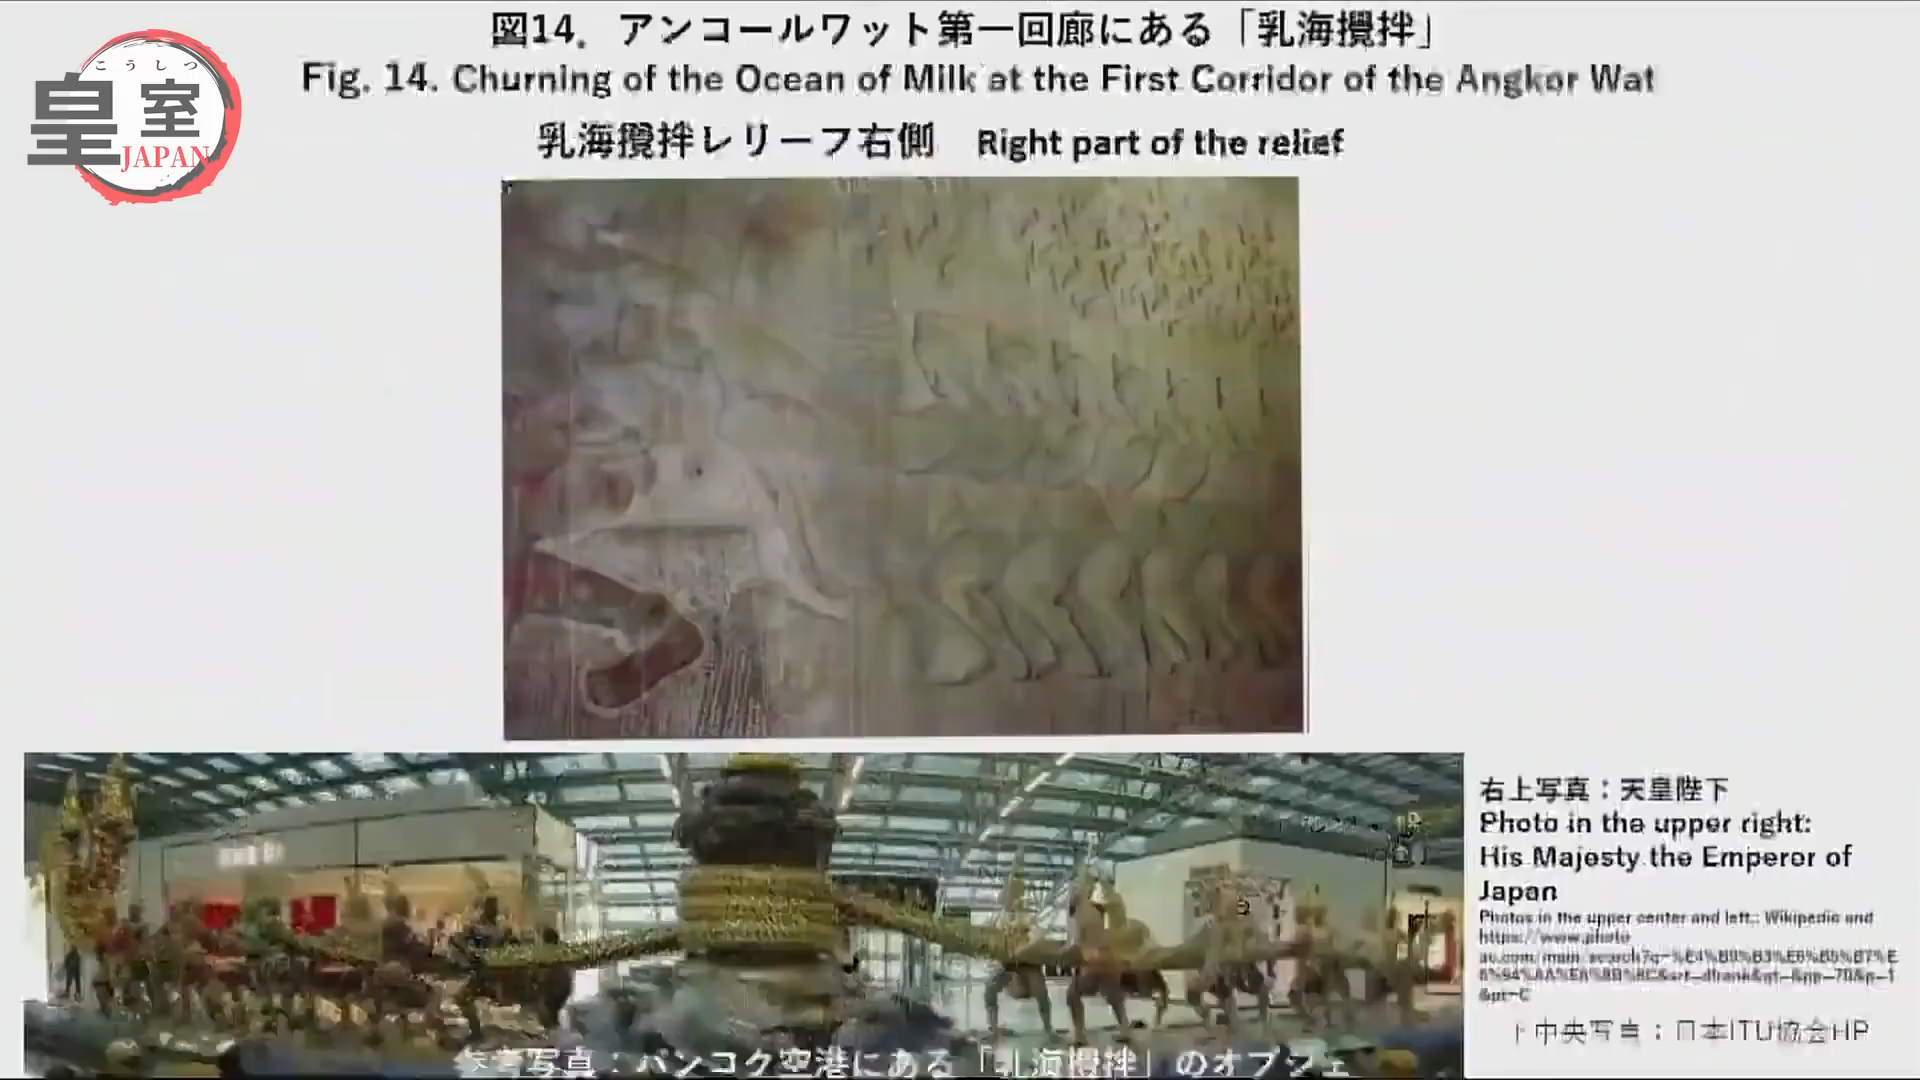 図14. アンコールワット第一回廊にある「乳海攪拌」
Fig. 14. Churning of the Ocean of Milk at the First Corridor of the Angkor Wat
こうしつ
皇室
JAPAN
乳海攪拌レリーフ右側 Right part of the relief
右上写真：天皇陛下
Photo in the upper right:
His Majesty the Emperor of
Japan
Photos in the upper center and left: Wikipedia and
https://www.photo
中央写真：日本ITU協会HP
参考写真：バンコク空港にある「乳海攪拌」のオブジェ